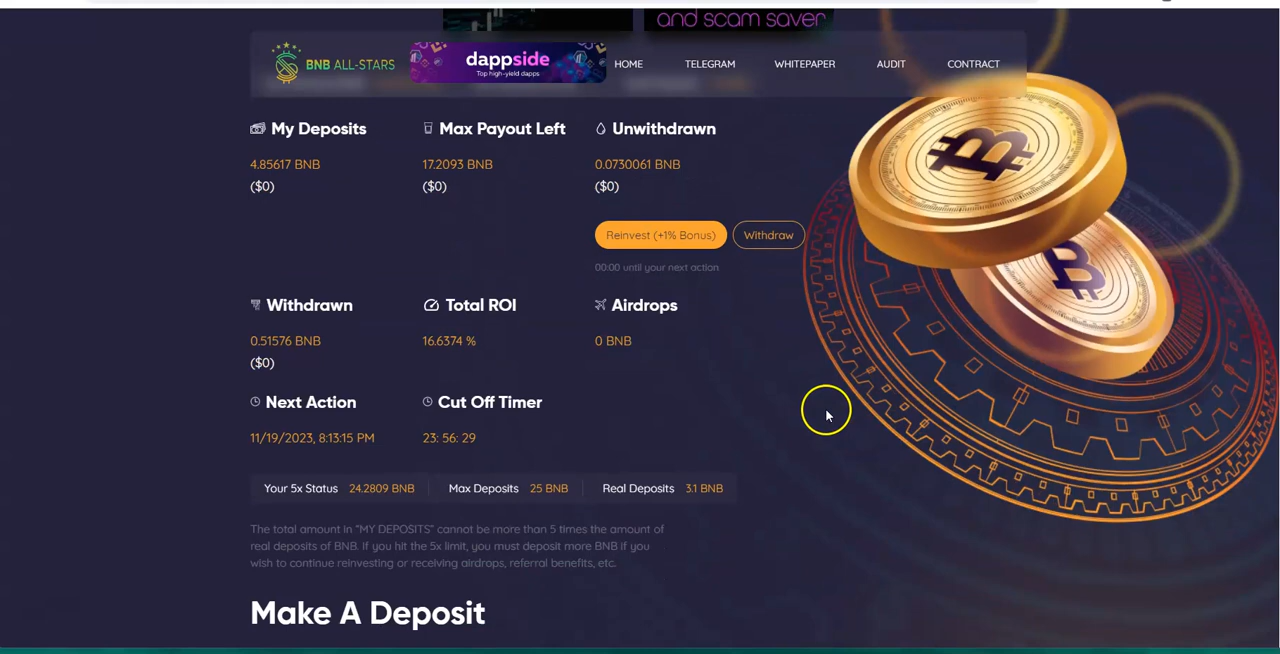 and scam saver
BNB ALL-STARS
dappside
Top high-yield dapps
HOME
TELEGRAM
WHITEPAPER
AUDIT
CONTRACT
My Deposits
Max Payout Left
Unwithdrawn
4.85617 BNB
17.2093 BNB
0.0730061 BNB
($0)
($0)
($0)
Reinvest (+1% Bonus)
Withdraw
00:00 until your next action
Withdrawn
Total ROI
Airdrops
0.51576 BNB
16.6374 %
0 BNB
($0)
Next Action
Cut Off Timer
11/19/2023, 8:13:15 PM
23: 56: 29
Your 5x Status 24.2809 BNB
Max Deposits 25 BNB
Real Deposits 3.1 BNB
The total amount in "MY DEPOSITS" cannot be more than 5 times the amount of
real deposits of BNB. If you hit the 5x limit, you must deposit more BNB if you
wish to continue reinvesting or receiving airdrops, referral benefits, etc.
Make A Deposit